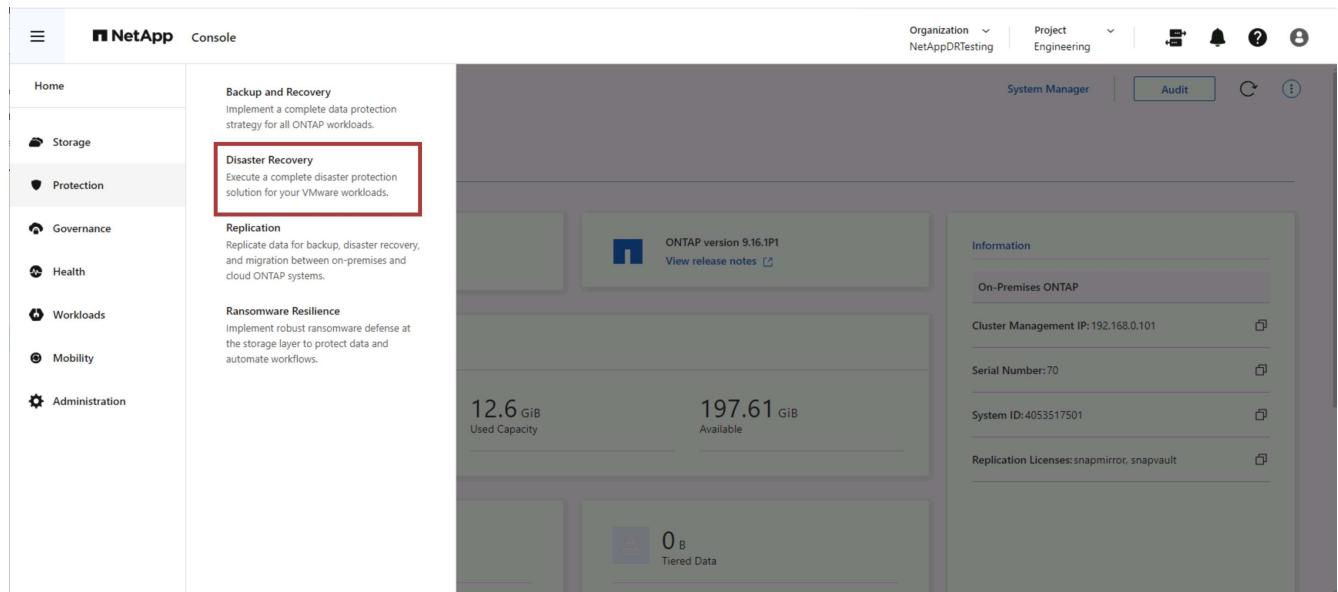 NetApp Console
Organization
NetAppDRTesting
Project
Engineering
Home
Storage
Protection
Governance
Health
Workloads
Mobility
Administration
Backup and Recovery
Implement a complete data protection
strategy for all ONTAP workloads.
Disaster Recovery
Execute a complete disaster protection
solution for your VMware workloads.
Replication
Replicate data for backup, disaster recovery,
and migration between on-premises and
cloud ONTAP systems.
Ransomware Resilience
Implement robust ransomware defense at
the storage layer to protect data and
automate workflows.
System Manager
Audit
ONTAP version 9.16.1P1
View release notes
12.6 GiB
Used Capacity
197.61 GiB
Available
0 B
Tiered Data
Information
On-Premises ONTAP
Cluster Management IP: 192.168.0.101
Serial Number: 70
System ID: 4053517501
Replication Licenses: snapmirror, snapvault